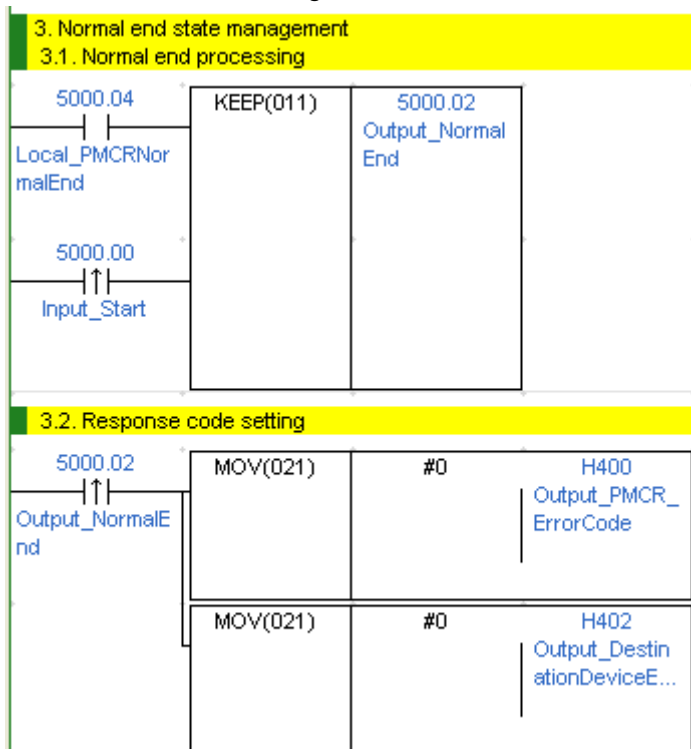 3. Normal end state management
3.1. Normal end processing
5000.04
KEEP(011)
5000.02
Local_PMCRNor
malEnd
Output_Normal
End
5000.00
Input_Start
3.2. Response code setting
5000.02
MOV(021)
#0
H400
Output_NormalE
nd
Output_PMCR_
ErrorCode
MOV(021)
#0
H402
Output_Destin
ationDeviceE...